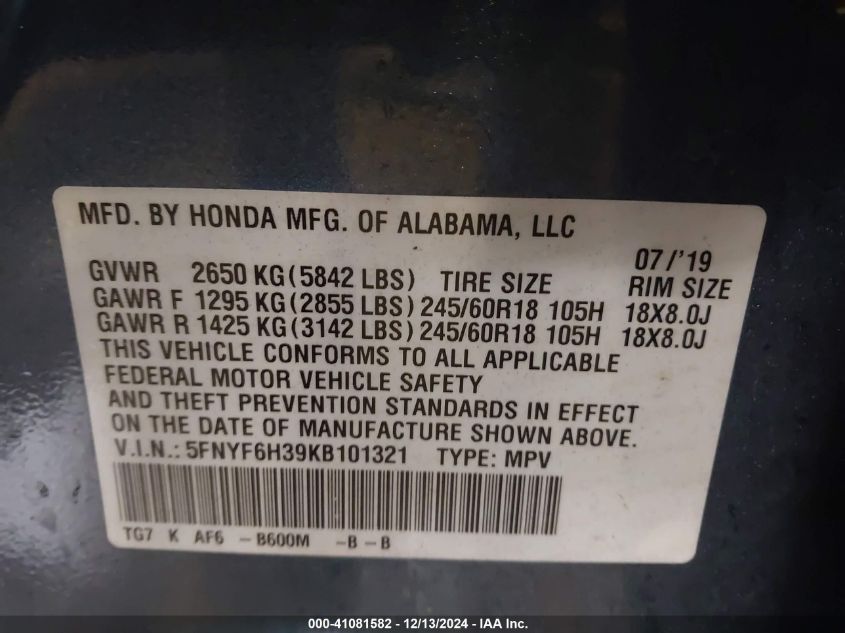 MFD. BY HONDA MFG. OF ALABAMA, LLC
07/'19
GVWR 2650 KG (5842 LBS) TIRE SIZE RIM SIZE
GAWR F 1295 KG (2855 LBS) 245/60R18 105H 18X8.0J
GAWR R 1425 KG (3142 LBS) 245/60R18 105H 18X8.0J
THIS VEHICLE CONFORMS TO ALL APPLICABLE
FEDERAL MOTOR VEHICLE SAFETY
AND THEFT PREVENTION STANDARDS IN EFFECT
ON THE DATE OF MANUFACTURE SHOWN ABOVE.
V.I.N.: 5FNYF6H39KB101321 TYPE: MPV
TG7 K AF6 - B600M - B - B
000-41081582 - 12/13/2024 - IAA Inc.